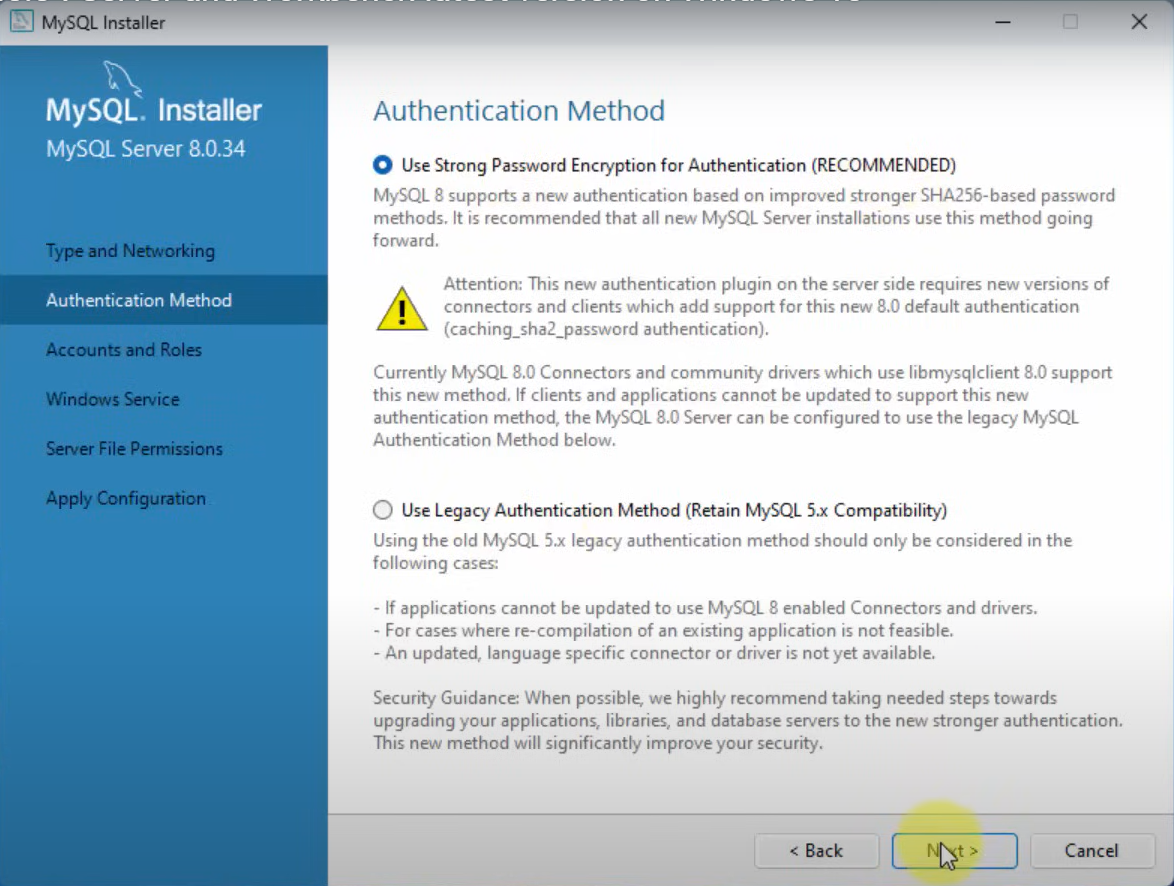 MySQL Installer
MySQL. Installer
MySQL Server 8.0.34
Type and Networking
Authentication Method
Accounts and Roles
Windows Service
Server File Permissions
Apply Configuration
Authentication Method
Use Strong Password Encryption for Authentication (RECOMMENDED)
MySQL 8 supports a new authentication based on improved stronger SHA256-based password
methods. It is recommended that all new MySQL Server installations use this method going
forward.
Attention: This new authentication plugin on the server side requires new versions of
connectors and clients which add support for this new 8.0 default authentication
(caching_sha2_password authentication).
Currently MySQL 8.0 Connectors and community drivers which use libmysqlclient 8.0 support
this new method. If clients and applications cannot be updated to support this new
authentication method, the MySQL 8.0 Server can be configured to use the legacy MySQL
Authentication Method below.
Use Legacy Authentication Method (Retain MySQL 5.x Compatibility)
Using the old MySQL 5.x legacy authentication method should only be considered in the
following cases:
- If applications cannot be updated to use MySQL 8 enabled Connectors and drivers.
- For cases where re-compilation of an existing application is not feasible.
- An updated, language specific connector or driver is not yet available.
Security Guidance: When possible, we highly recommend taking needed steps towards
upgrading your applications, libraries, and database servers to the new stronger authentication.
This new method will significantly improve your security.
< Back
Next >
Cancel